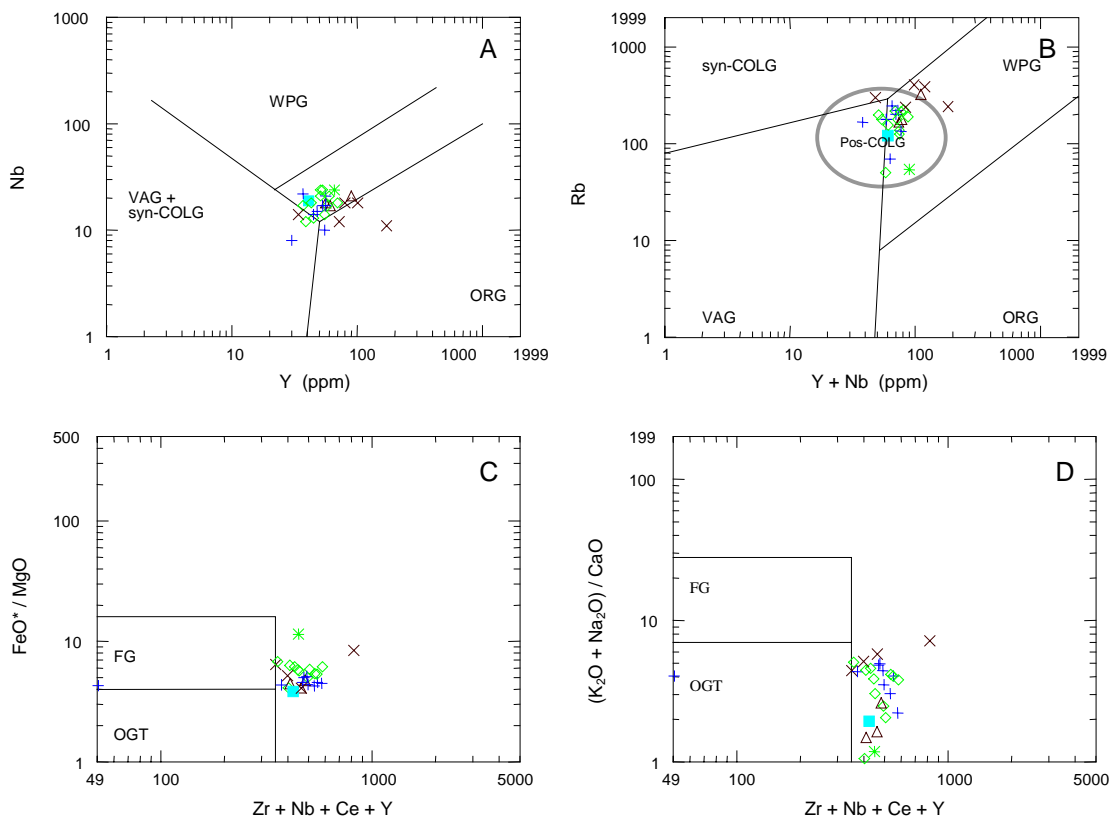 A
Nb
1000
100
10
1
WPG
VAG +
syn-COLG
ORG
1 10 100 1000 1999
Y (ppm)
B
Rb
1999
1000
100
10
1
syn-COLG
WPG
Pos-COLG
VAG
ORG
1 10 100 1000 1999
Y + Nb (ppm)
C
FeO* / MgO
500
100
10
1
FG
OGT
49 100 1000 5000
Zr + Nb + Ce + Y
D
(K₂O + Na₂O) / CaO
199
100
10
1
FG
OGT
49 100 1000 5000
Zr + Nb + Ce + Y